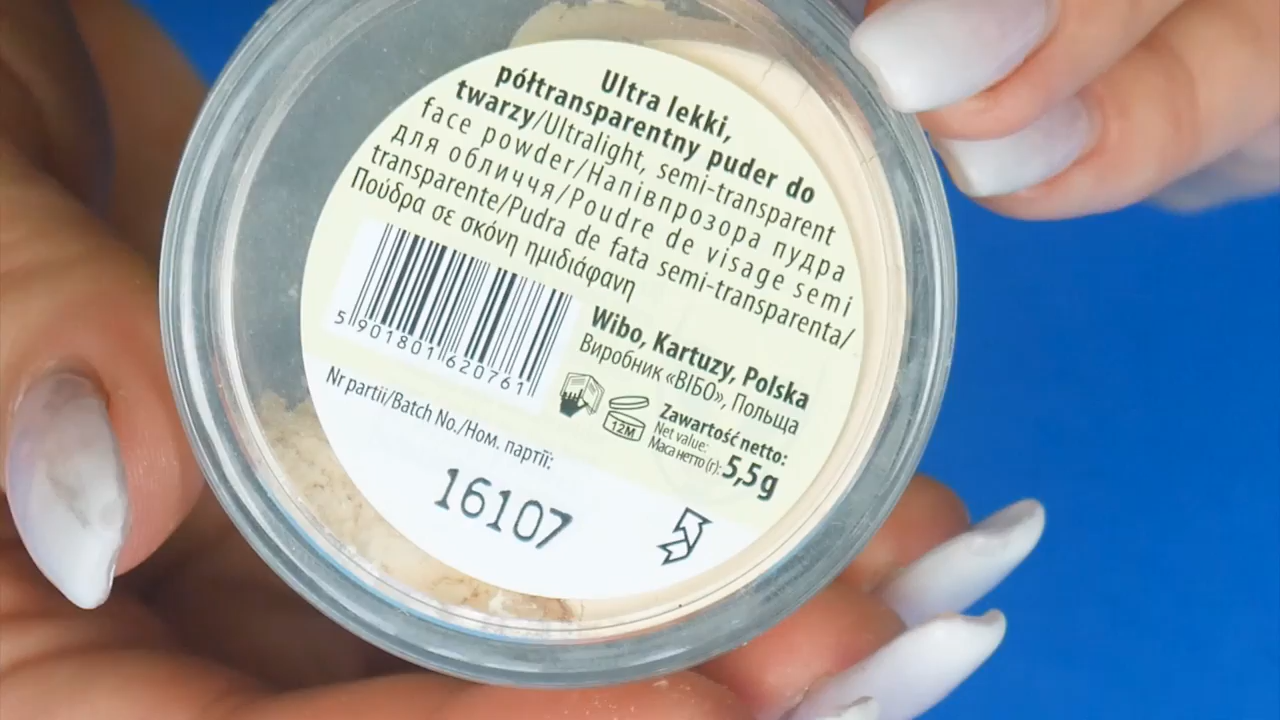 Ultra lekki,
półtransparentny puder do
twarzy/Ultralight, semi-transparent
face powder/Напівпрозора пудра
для обличчя/Poudre de visage semi
transparente/Pudra de fata semi-transparenta/
Πούδρα σε σκόνη ημιδιάφανη
5 901801 620761
Wibo, Kartuzy, Polska
Виробник «ВІБО», Польща
12M
Zawartość netto:
Net value:
Маса нетто (г): 5,5g
Nr partii/Batch No./Ном. партії:
16107